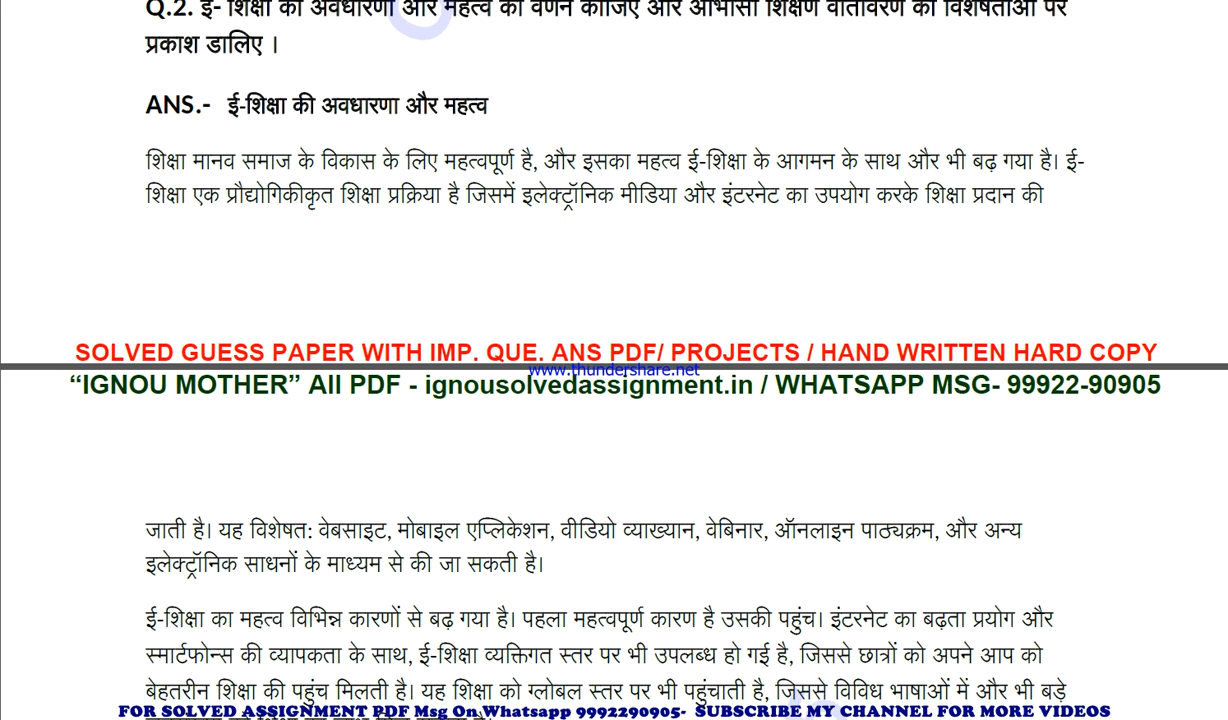 Q.2. ई- शिक्षा की अवधारणा और महत्व का वर्णन कीजिए और आभासी शिक्षण वातावरण की विशेषताओं पर
प्रकाश डालिए ।
ANS.- ई-शिक्षा की अवधारणा और महत्व
शिक्षा मानव समाज के विकास के लिए महत्वपूर्ण है, और इसका महत्व ई-शिक्षा के आगमन के साथ और भी बढ़ गया है। ई-
शिक्षा एक प्रौद्योगिकीकृत शिक्षा प्रक्रिया है जिसमें इलेक्ट्रॉनिक मीडिया और इंटरनेट का उपयोग करके शिक्षा प्रदान की
SOLVED GUESS PAPER WITH IMP. QUE. ANS PDF/ PROJECTS / HAND WRITTEN HARD COPY
www.thundershare.net
“IGNOU MOTHER” All PDF - ignousolvedassignment.in / WHATSAPP MSG- 99922-90905
जाती है। यह विशेषत: वेबसाइट, मोबाइल एप्लिकेशन, वीडियो व्याख्यान, वेबिनार, ऑनलाइन पाठ्यक्रम, और अन्य
इलेक्ट्रॉनिक साधनों के माध्यम से की जा सकती है।
ई-शिक्षा का महत्व विभिन्न कारणों से बढ़ गया है। पहला महत्वपूर्ण कारण है उसकी पहुंच। इंटरनेट का बढ़ता प्रयोग और
स्मार्टफोन्स की व्यापकता के साथ, ई-शिक्षा व्यक्तिगत स्तर पर भी उपलब्ध हो गई है, जिससे छात्रों को अपने आप को
बेहतरीन शिक्षा की पहुंच मिलती है। यह शिक्षा को ग्लोबल स्तर पर भी पहुंचाती है, जिससे विविध भाषाओं में और भी बड़े
FOR SOLVED ASSIGNMENT PDF Msg On Whatsapp 9992290905- SUBSCRIBE MY CHANNEL FOR MORE VIDEOS